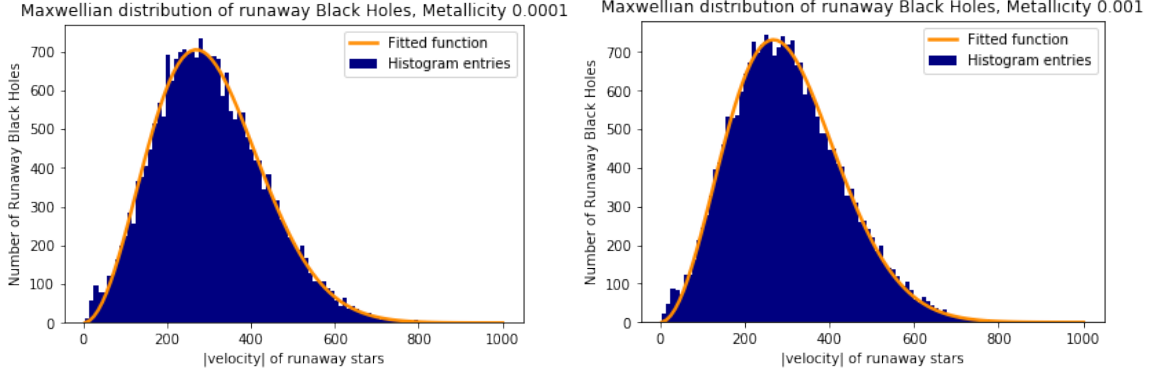 Maxwellian distribution of runaway Black Holes, Metallicity 0.0001
Number of Runaway Black Holes
700
600
500
400
300
200
100
0
Fitted function
Histogram entries
0 200 400 600 800 1000
|velocity| of runaway stars
Maxwellian distribution of runaway Black Holes, Metallicity 0.001
Number of Runaway Black Holes
700
600
500
400
300
200
100
0
Fitted function
Histogram entries
0 200 400 600 800 1000
|velocity| of runaway stars